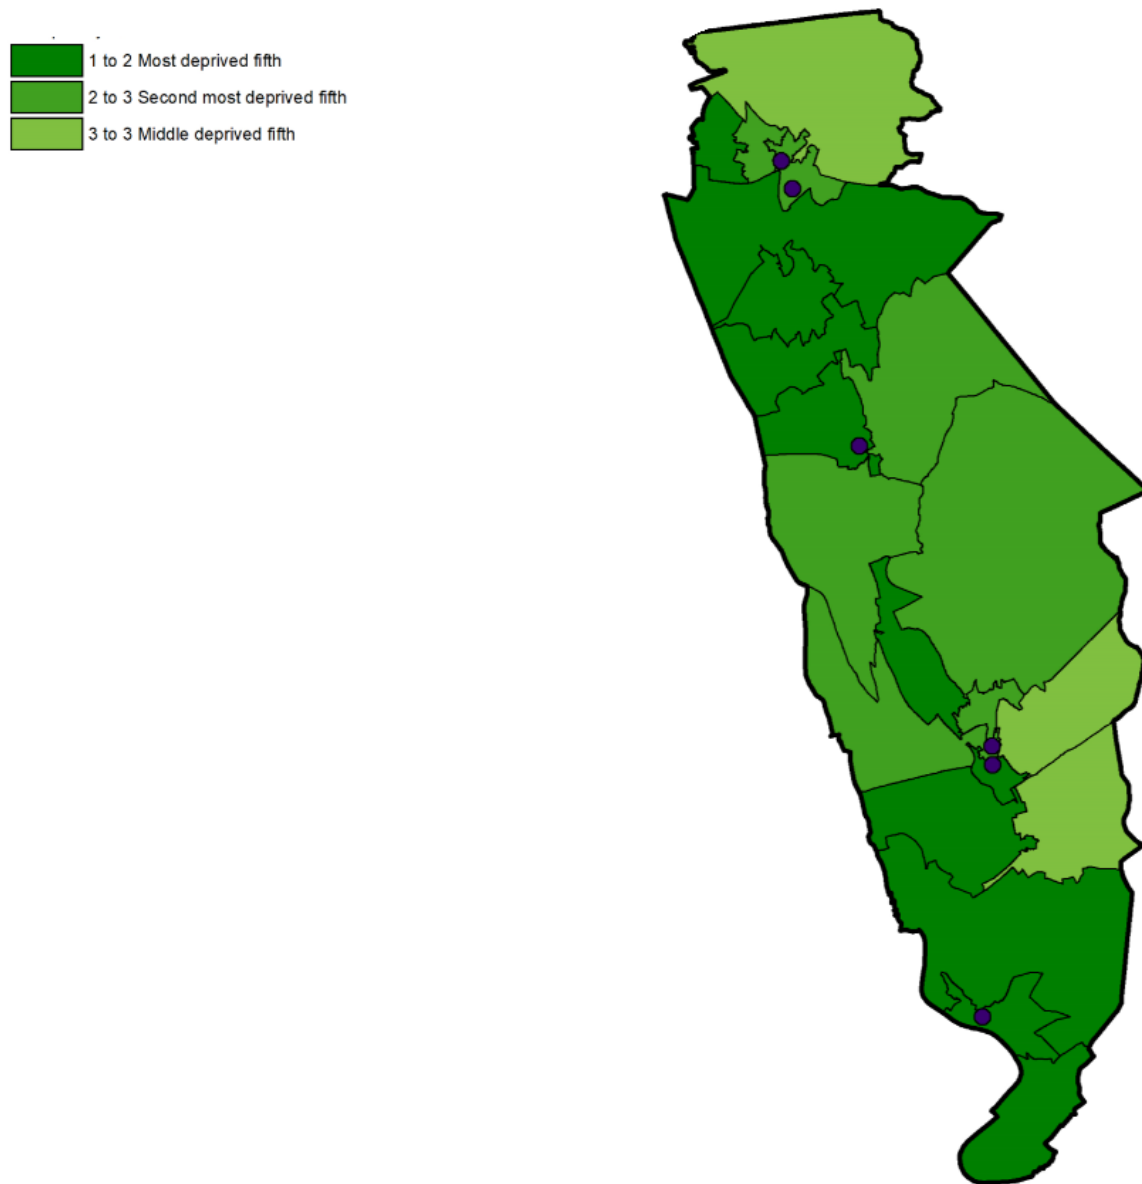 1 to 2 Most deprived fifth
2 to 3 Second most deprived fifth
3 to 3 Middle deprived fifth